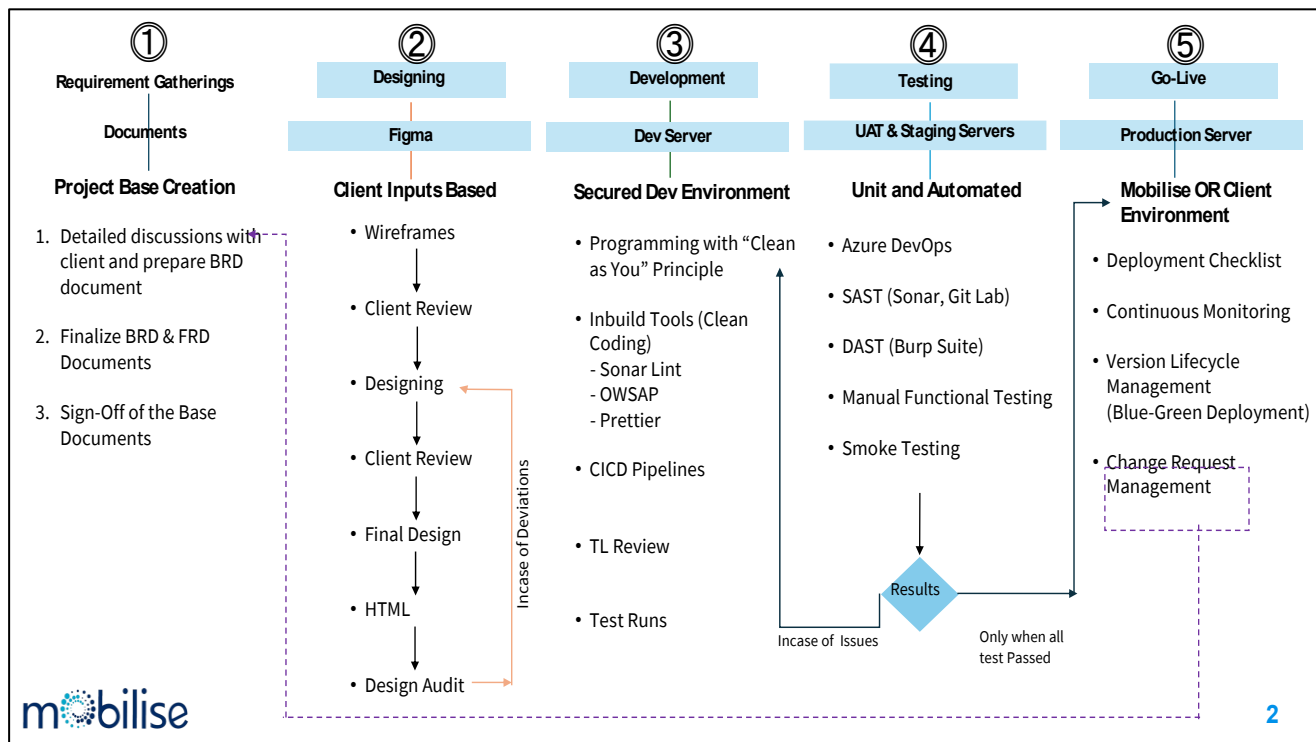 ①
Requirement Gatherings
Documents
Project Base Creation
1. Detailed discussions with
client and prepare BRD
document
2. Finalize BRD & FRD
Documents
3. Sign-Off of the Base
Documents
②
Designing
Figma
Client Inputs Based
• Wireframes
• Client Review
• Designing
• Client Review
• Final Design
• HTML
• Design Audit
Incase of Deviations
③
Development
Dev Server
Secured Dev Environment
• Programming with “Clean
as You” Principle
• Inbuild Tools (Clean
Coding)
- Sonar Lint
- OWSAP
- Prettier
• CICD Pipelines
• TL Review
• Test Runs
④
Testing
UAT & Staging Servers
Unit and Automated
• Azure DevOps
• SAST (Sonar, Git Lab)
• DAST (Burp Suite)
• Manual Functional Testing
• Smoke Testing
Results
Incase of Issues
Only when all
test Passed
⑤
Go-Live
Production Server
Mobilise OR Client
Environment
• Deployment Checklist
• Continuous Monitoring
• Version Lifecycle
Management
(Blue-Green Deployment)
• Change Request
Management
mobilise
2